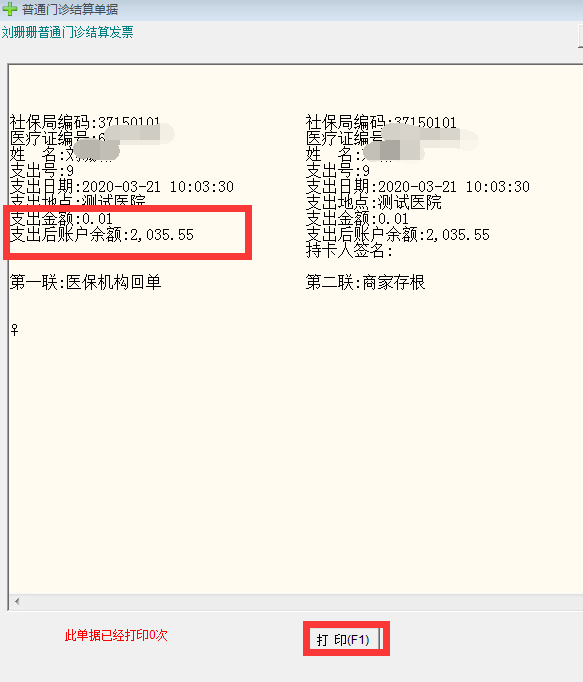 普通门诊结算单据
刘珊珊普通门诊结算发票
社保局编码:37150101
医疗证编号:6
姓 名:
支出号:9
支出日期:2020-03-21 10:03:30
支出地点:测试医院
支出金额:0.01
支出后账户余额:2,035.55
第一联:医保机构回单
♀
社保局编码:37150101
医疗证编号:
姓 名:
支出号:9
支出日期:2020-03-21 10:03:30
支出地点:测试医院
支出金额:0.01
支出后账户余额:2,035.55
持卡人签名:
第二联:商家存根
此单据已经打印0次
打 印(F1)